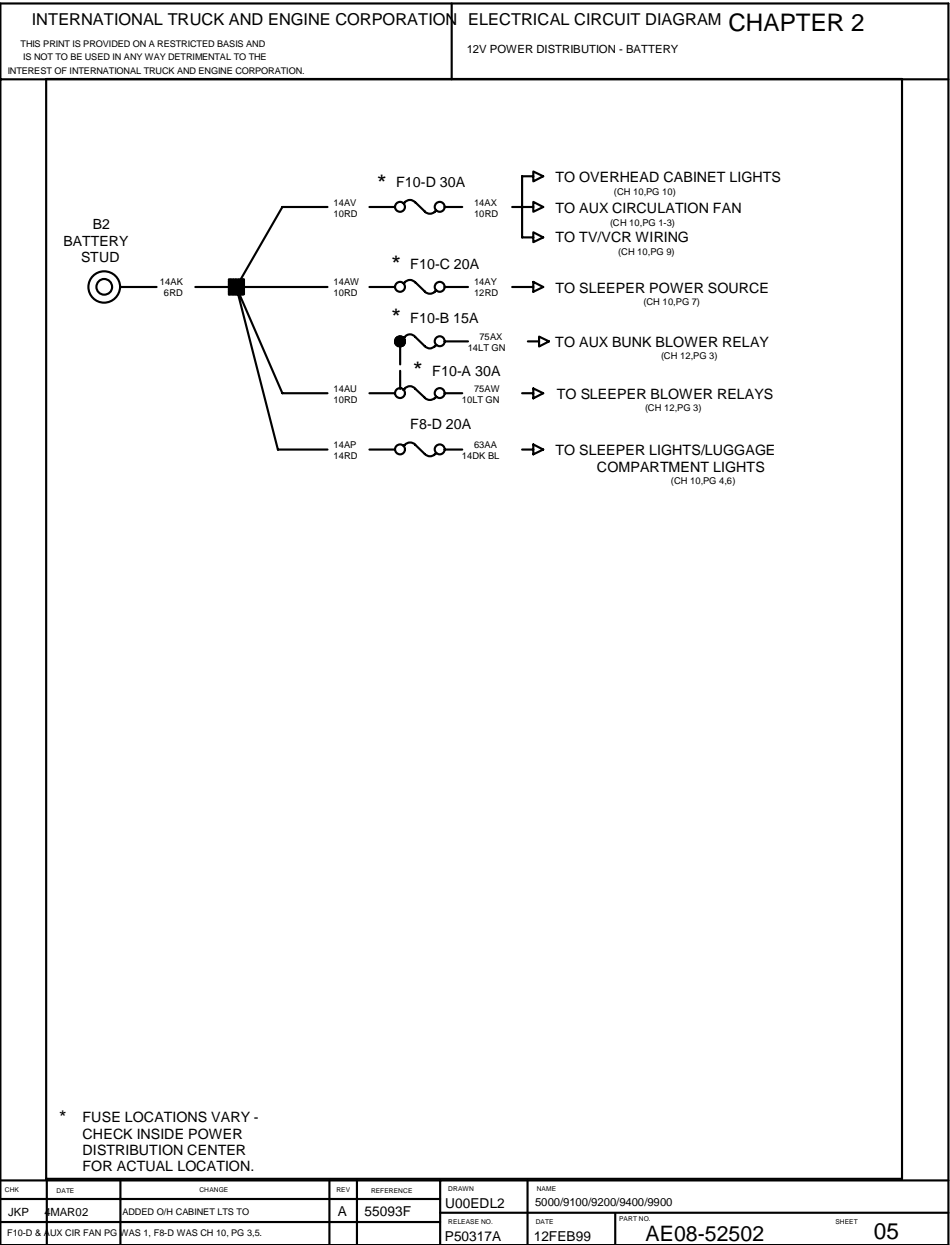 INTERNATIONAL TRUCK AND ENGINE CORPORATION
THIS PRINT IS PROVIDED ON A RESTRICTED BASIS AND
IS NOT TO BE USED IN ANY WAY DETRIMENTAL TO THE
INTEREST OF INTERNATIONAL TRUCK AND ENGINE CORPORATION.
ELECTRICAL CIRCUIT DIAGRAM CHAPTER 2
12V POWER DISTRIBUTION - BATTERY
B2
BATTERY
STUD
14AK
6RD
* F10-D 30A
14AV
10RD
14AX
10RD
TO OVERHEAD CABINET LIGHTS
(CH 10,PG 10)
TO AUX CIRCULATION FAN
(CH 10,PG 1-3)
TO TV/VCR WIRING
(CH 10,PG 9)
* F10-C 20A
14AW
10RD
14AY
12RD
TO SLEEPER POWER SOURCE
(CH 10,PG 7)
* F10-B 15A
75AX
14LT GN
TO AUX BUNK BLOWER RELAY
(CH 12,PG 3)
* F10-A 30A
14AU
10RD
75AW
10LT GN
TO SLEEPER BLOWER RELAYS
(CH 12,PG 3)
F8-D 20A
14AP
14RD
63AA
14DK BL
TO SLEEPER LIGHTS/LUGGAGE
COMPARTMENT LIGHTS
(CH 10,PG 4,6)
* FUSE LOCATIONS VARY -
CHECK INSIDE POWER
DISTRIBUTION CENTER
FOR ACTUAL LOCATION.
CHK DATE CHANGE REV REFERENCE
JKP 4MAR02 ADDED O/H CABINET LTS TO A 55093F
F10-D & AUX CIR FAN PG WAS 1, F8-D WAS CH 10, PG 3,5.
DRAWN
U00EDL2
NAME
5000/9100/9200/9400/9900
RELEASE NO.
P50317A
DATE
12FEB99
PART NO.
AE08-52502
SHEET
05